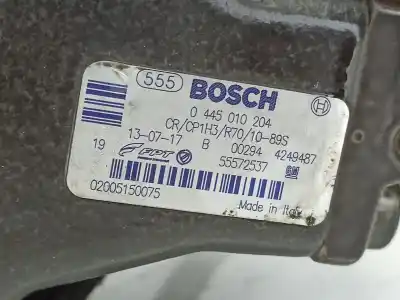 555 BOSCH
0 445 010 204
CR/CP1H3/R70/10-89S
19 13-07-17 B 00294 4249487
FPT 55572537
02005150075 Made in Italy